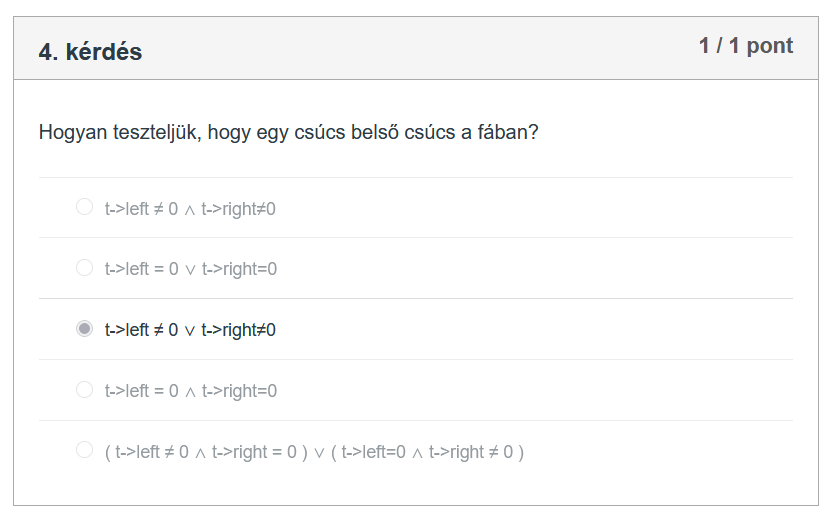 4. kérdés
1 / 1 pont
Hogyan teszteljük, hogy egy csúcs belső csúcs a fában?
t->left ≠ 0 ∧ t->right≠0
t->left = 0 ∨ t->right=0
t->left ≠ 0 ∨ t->right≠0
t->left = 0 ∧ t->right=0
( t->left ≠ 0 ∧ t->right = 0 ) ∨ ( t->left=0 ∧ t->right ≠ 0 )